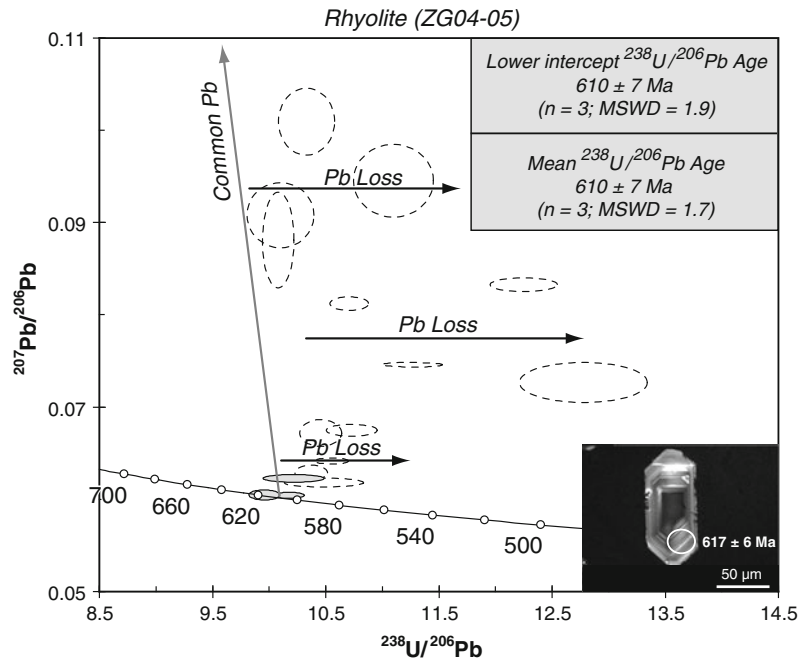 Rhyolite (ZG04-05)
0.11
0.09
0.07
0.05
²⁰⁷Pb/²⁰⁶Pb
Common Pb
Lower intercept ²³⁸U/²⁰⁶Pb Age
610 ± 7 Ma
(n = 3; MSWD = 1.9)
Mean ²³⁸U/²⁰⁶Pb Age
610 ± 7 Ma
(n = 3; MSWD = 1.7)
Pb Loss
Pb Loss
Pb Loss
700
660
620
580
540
500
617 ± 6 Ma
50 µm
8.5
9.5
10.5
11.5
12.5
13.5
14.5
²³⁸U/²⁰⁶Pb